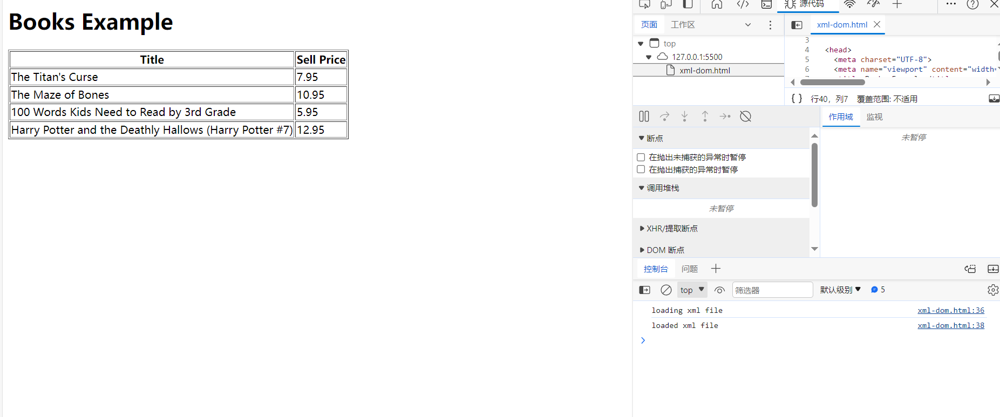 Books Example
Title Sell Price
The Titan's Curse 7.95
The Maze of Bones 10.95
100 Words Kids Need to Read by 3rd Grade 5.95
Harry Potter and the Deathly Hallows (Harry Potter #7) 12.95
源代码
页面 工作区
top
127.0.0.1:5500
xml-dom.html
xml-dom.html
3
4 <head>
5 <meta charset="UTF-8">
6 <meta name="viewport" content="width=
{ } 行40，列7 覆盖范围: 不适用
作用域 监视
未暂停
断点
在抛出未捕获的异常时暂停
在抛出捕获的异常时暂停
调用堆栈
未暂停
XHR/提取断点
DOM 断点
控制台 问题
top 筛选器 默认级别 5
loading xml file xml-dom.html:36
loaded xml file xml-dom.html:38